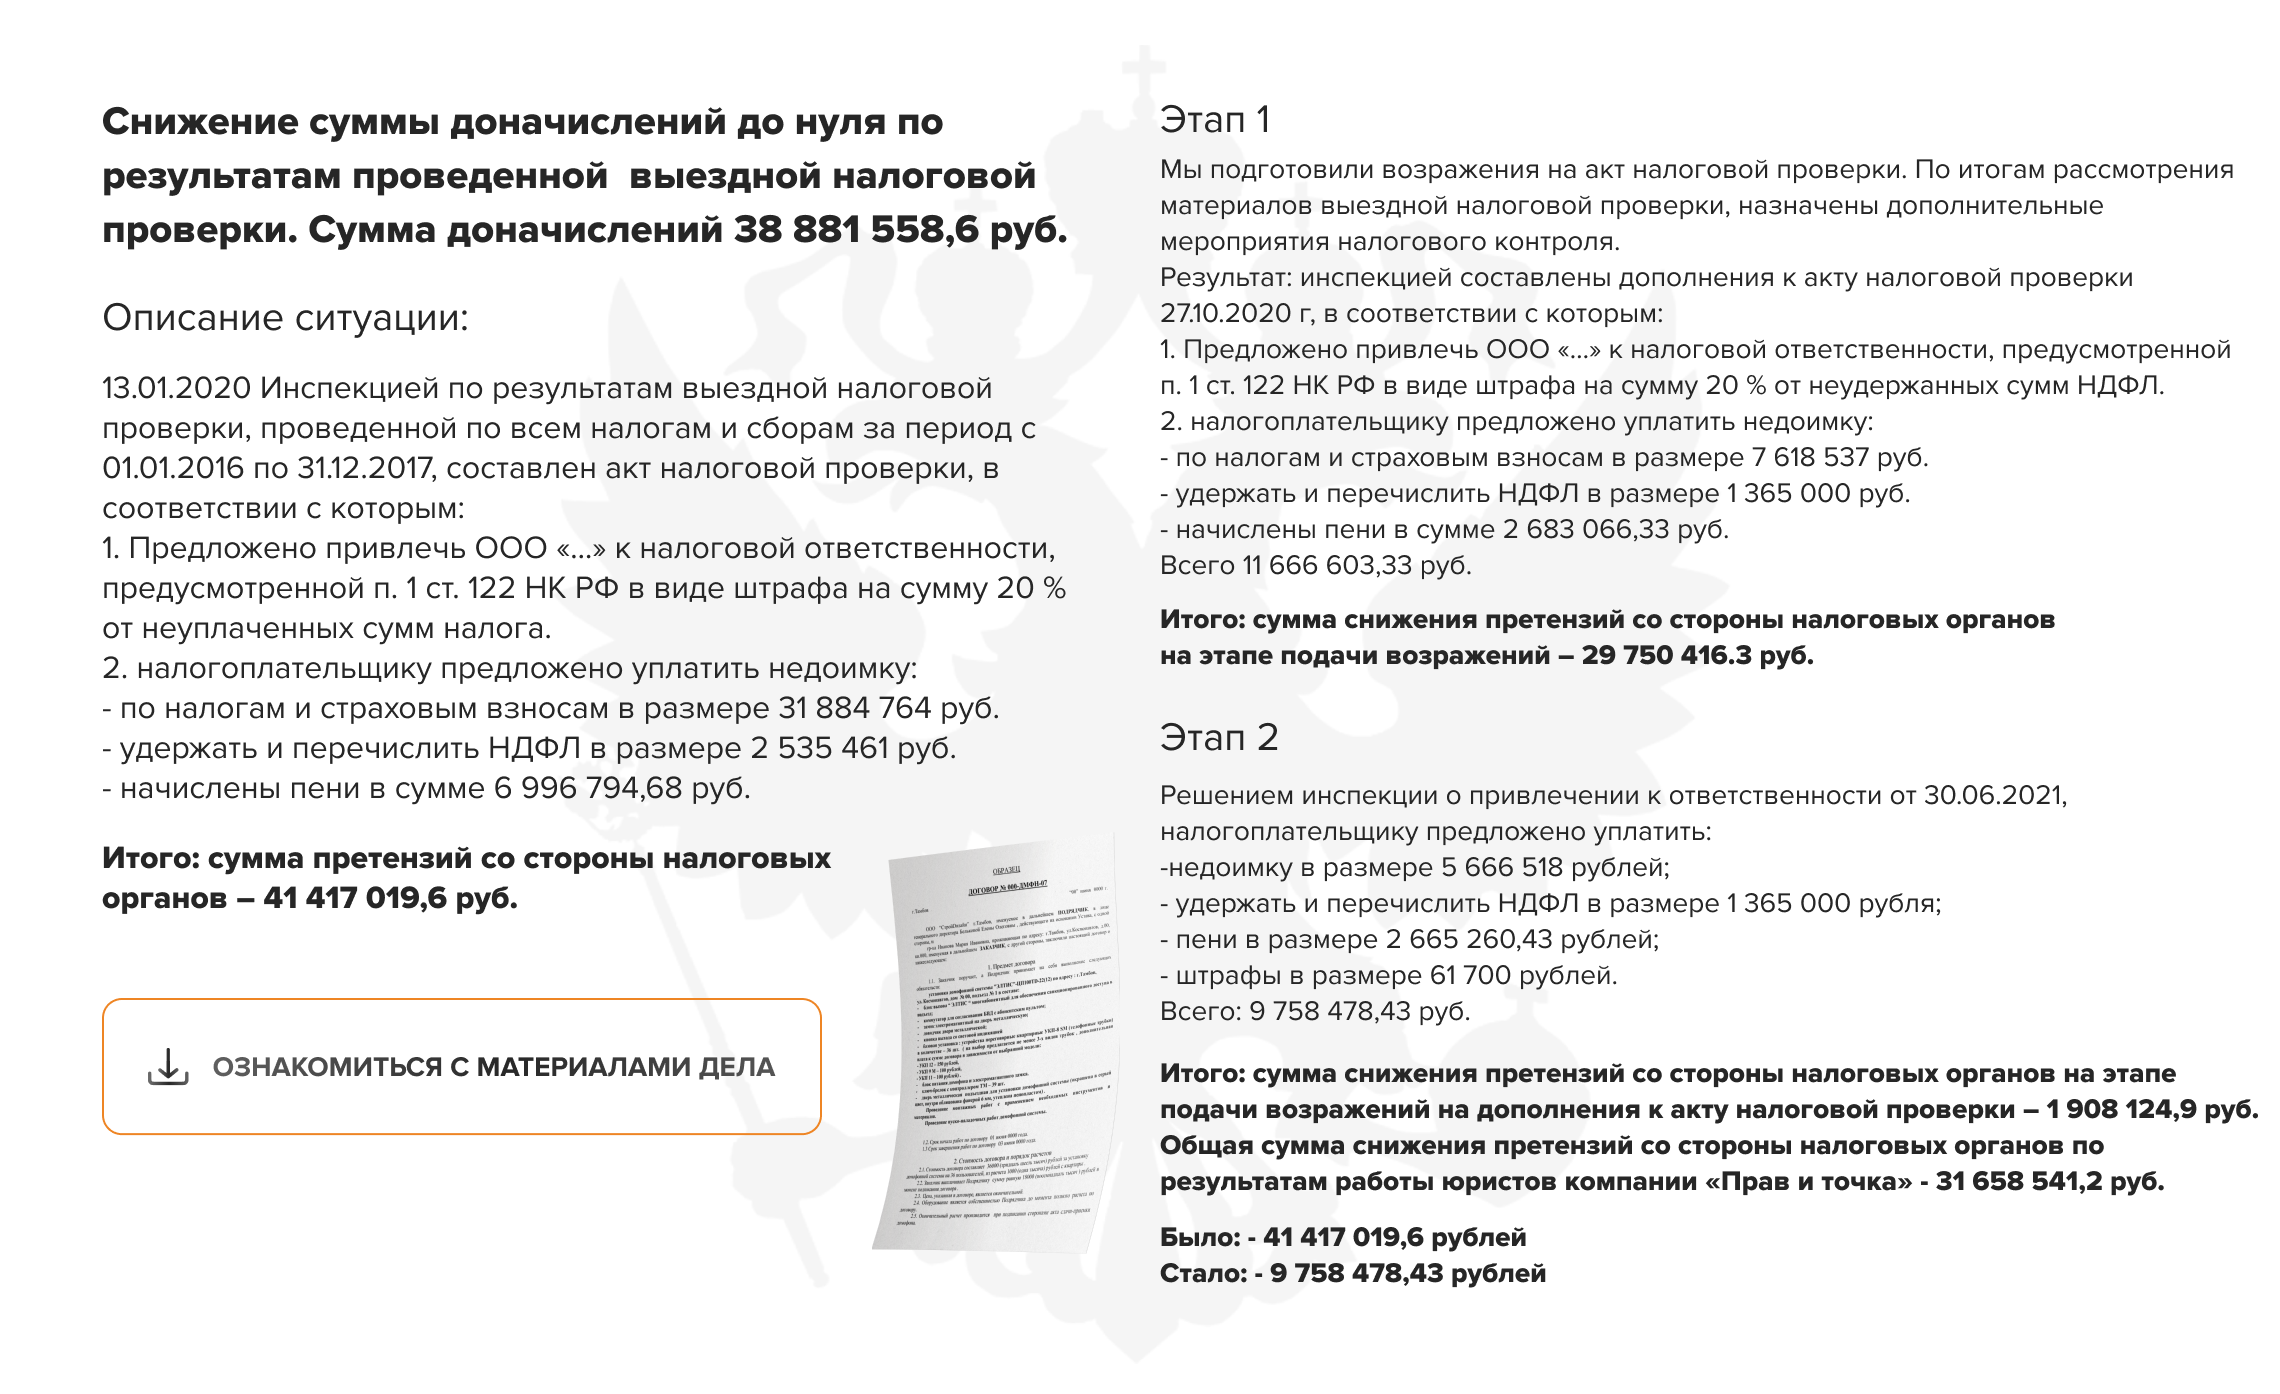 Снижение суммы доначислений до нуля по
результатам проведенной  выездной налоговой
проверки. Сумма доначислений 38 881 558,6 руб.
Описание ситуации:
13.01.2020 Инспекцией по результатам выездной налоговой
проверки, проведенной по всем налогам и сборам за период с
01.01.2016 по 31.12.2017, составлен акт налоговой проверки, в
соответствии с которым:
1. Предложено привлечь ООО «...» к налоговой ответственности,
предусмотренной п. 1 ст. 122 НК РФ в виде штрафа на сумму 20 %
от неуплаченных сумм налога.
2. налогоплательщику предложено уплатить недоимку:
- по налогам и страховым взносам в размере 31 884 764 руб.
- удержать и перечислить НДФЛ в размере 2 535 461 руб.
- начислены пени в сумме 6 996 794,68 руб.
Итого: сумма претензий со стороны налоговых
органов – 41 417 019,6 руб.
ОЗНАКОМИТЬСЯ С МАТЕРИАЛАМИ ДЕЛА
ОБРАЗЕЦ
ДОГОВОР № 000-ДМФН-07
г.Тамбов
1. Предмет договора
2. Стоимость договора и порядок расчетов
Этап 1
Мы подготовили возражения на акт налоговой проверки. По итогам рассмотрения
материалов выездной налоговой проверки, назначены дополнительные
мероприятия налогового контроля.
Результат: инспекцией составлены дополнения к акту налоговой проверки
27.10.2020 г, в соответствии с которым:
1. Предложено привлечь ООО «...» к налоговой ответственности, предусмотренной
п. 1 ст. 122 НК РФ в виде штрафа на сумму 20 % от неудержанных сумм НДФЛ.
2. налогоплательщику предложено уплатить недоимку:
- по налогам и страховым взносам в размере 7 618 537 руб.
- удержать и перечислить НДФЛ в размере 1 365 000 руб.
- начислены пени в сумме 2 683 066,33 руб.
Всего 11 666 603,33 руб.
Итого: сумма снижения претензий со стороны налоговых органов
на этапе подачи возражений – 29 750 416.3 руб.
Этап 2
Решением инспекции о привлечении к ответственности от 30.06.2021,
налогоплательщику предложено уплатить:
-недоимку в размере 5 666 518 рублей;
- удержать и перечислить НДФЛ в размере 1 365 000 рубля;
- пени в размере 2 665 260,43 рублей;
- штрафы в размере 61 700 рублей.
Всего: 9 758 478,43 руб.
Итого: сумма снижения претензий со стороны налоговых органов на этапе
подачи возражений на дополнения к акту налоговой проверки – 1 908 124,9 руб.
Общая сумма снижения претензий со стороны налоговых органов по
результатам работы юристов компании «Прав и точка» - 31 658 541,2 руб.
Было: - 41 417 019,6 рублей
Стало: - 9 758 478,43 рублей